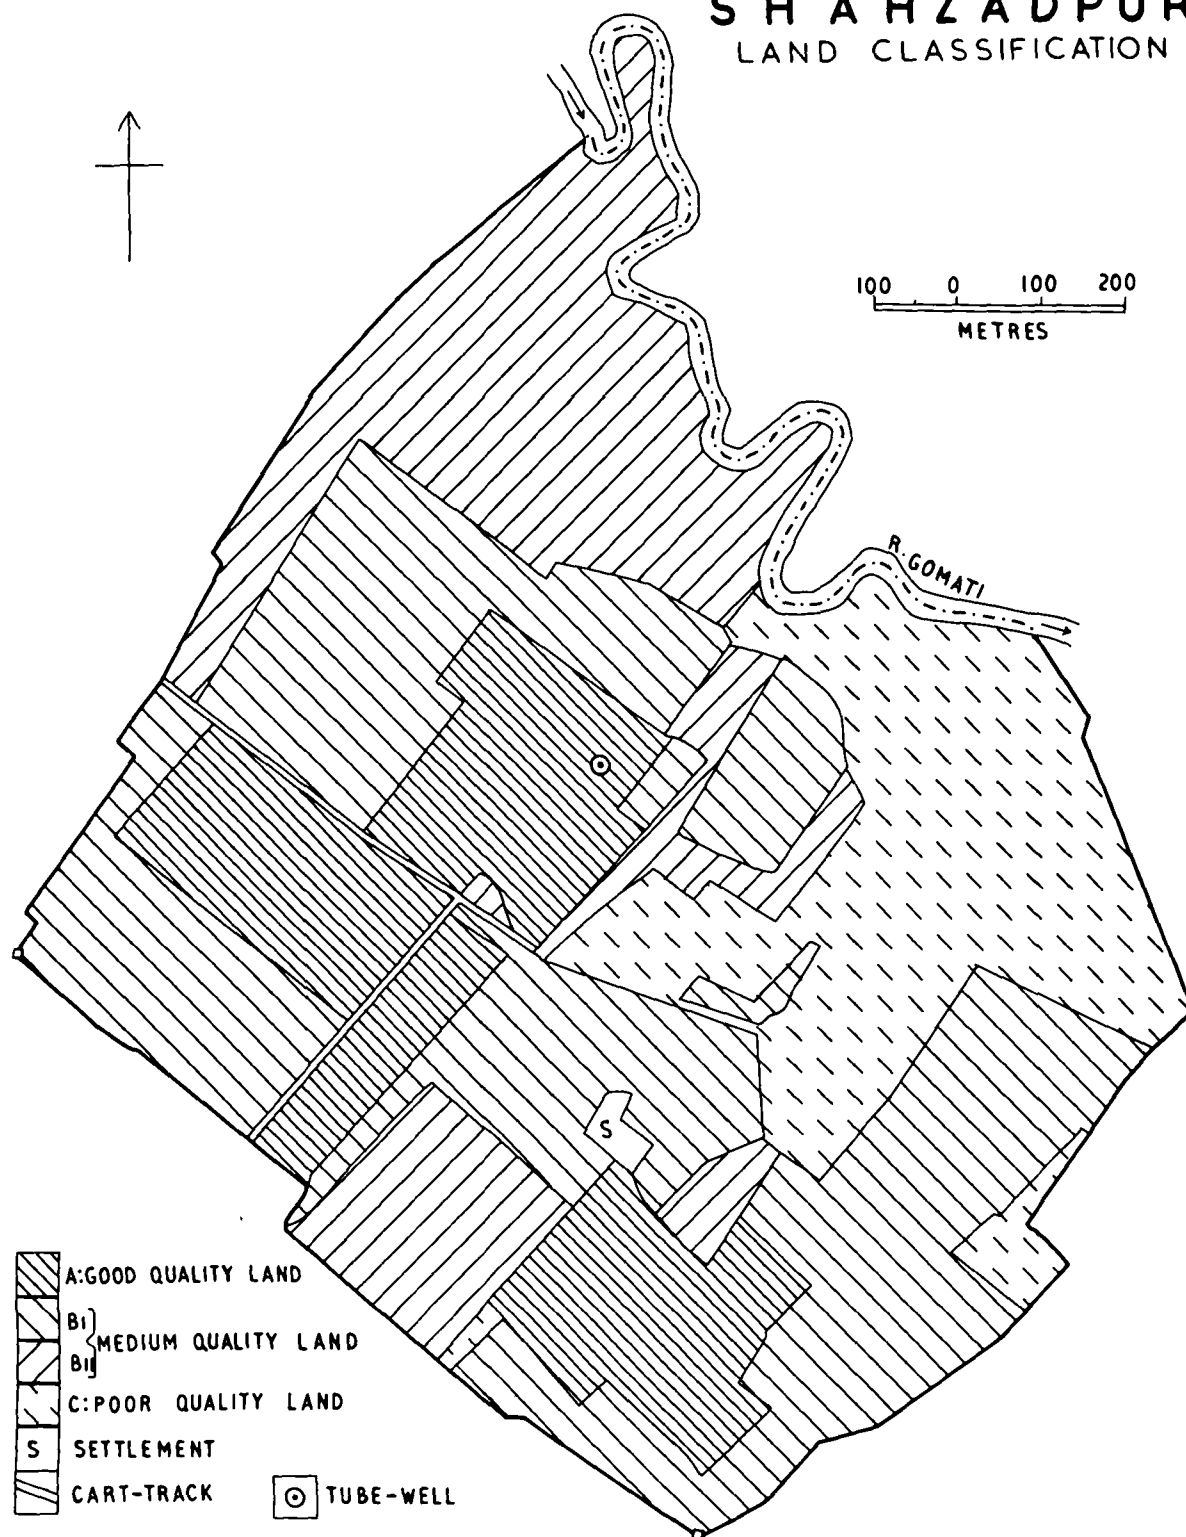 SHAHZADPUR
LAND CLASSIFICATION
100 0 100 200
METRES
R. GOMATI
S
A:GOOD QUALITY LAND
BI
MEDIUM QUALITY LAND
BII
C:POOR QUALITY LAND
S SETTLEMENT
CART-TRACK
TUBE-WELL